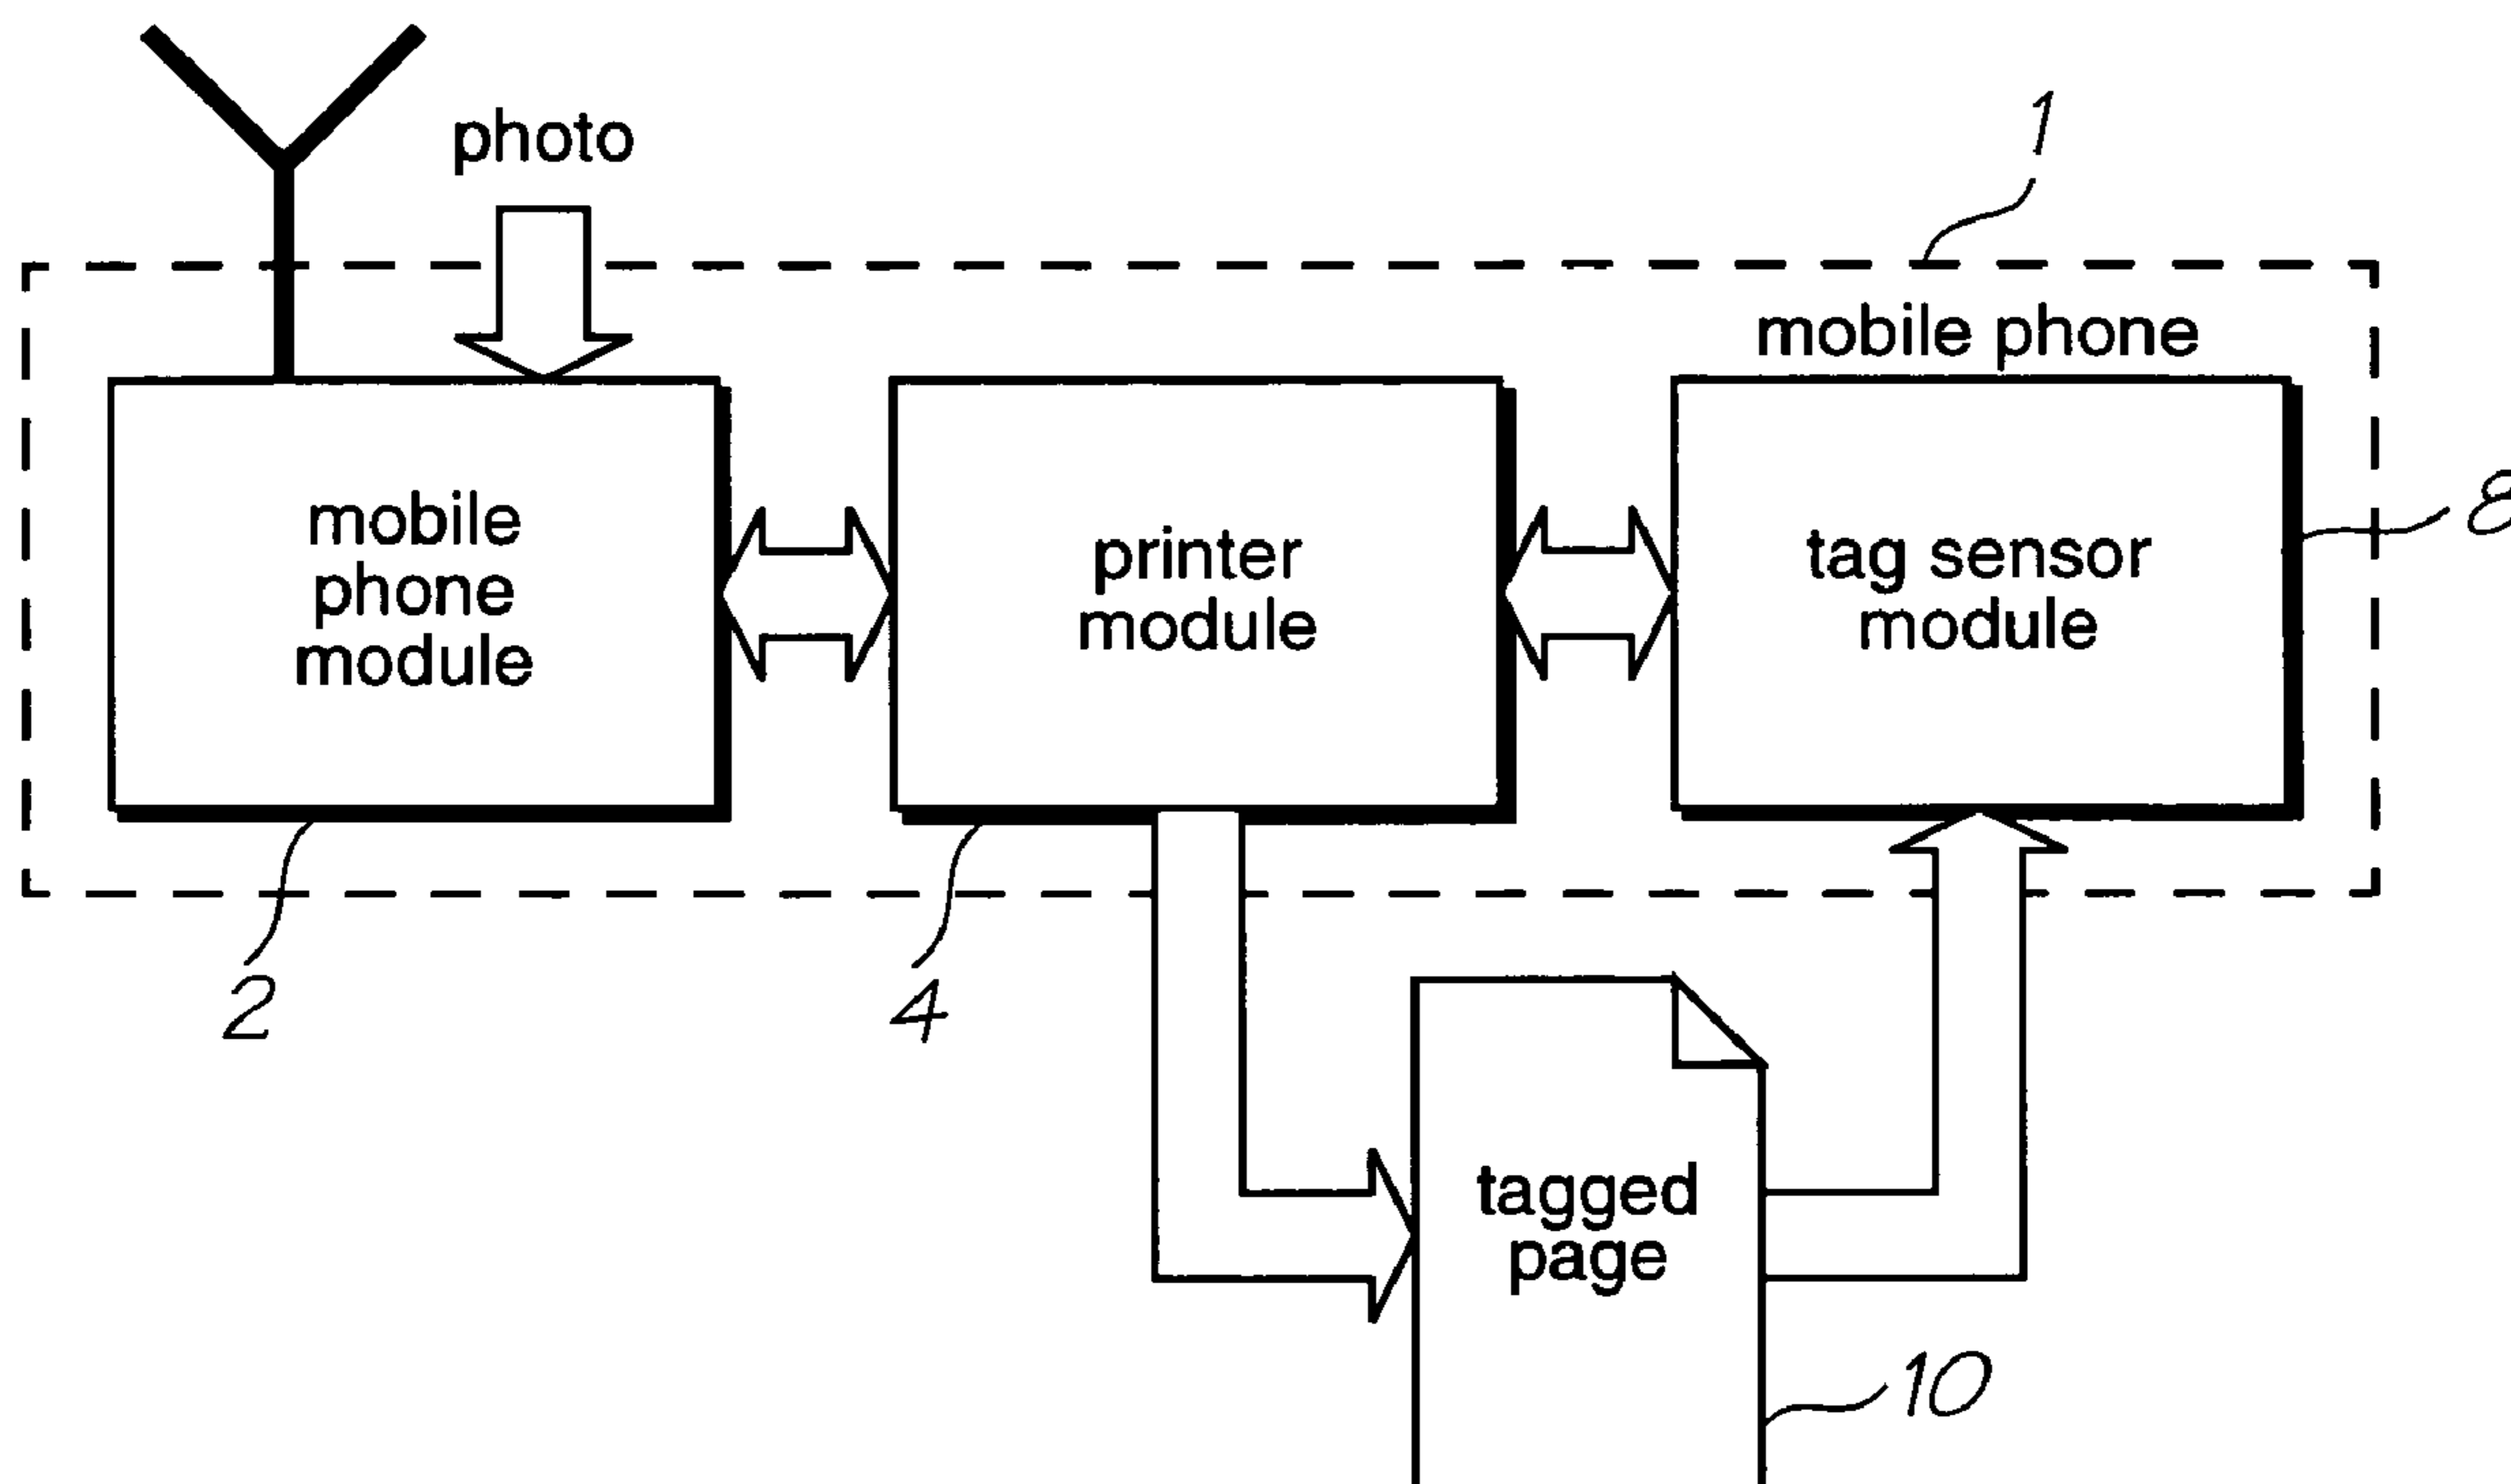 photo
1
mobile phone
mobile
phone
module
printer
module
tag sensor
module
8
2
4
tagged
page
10